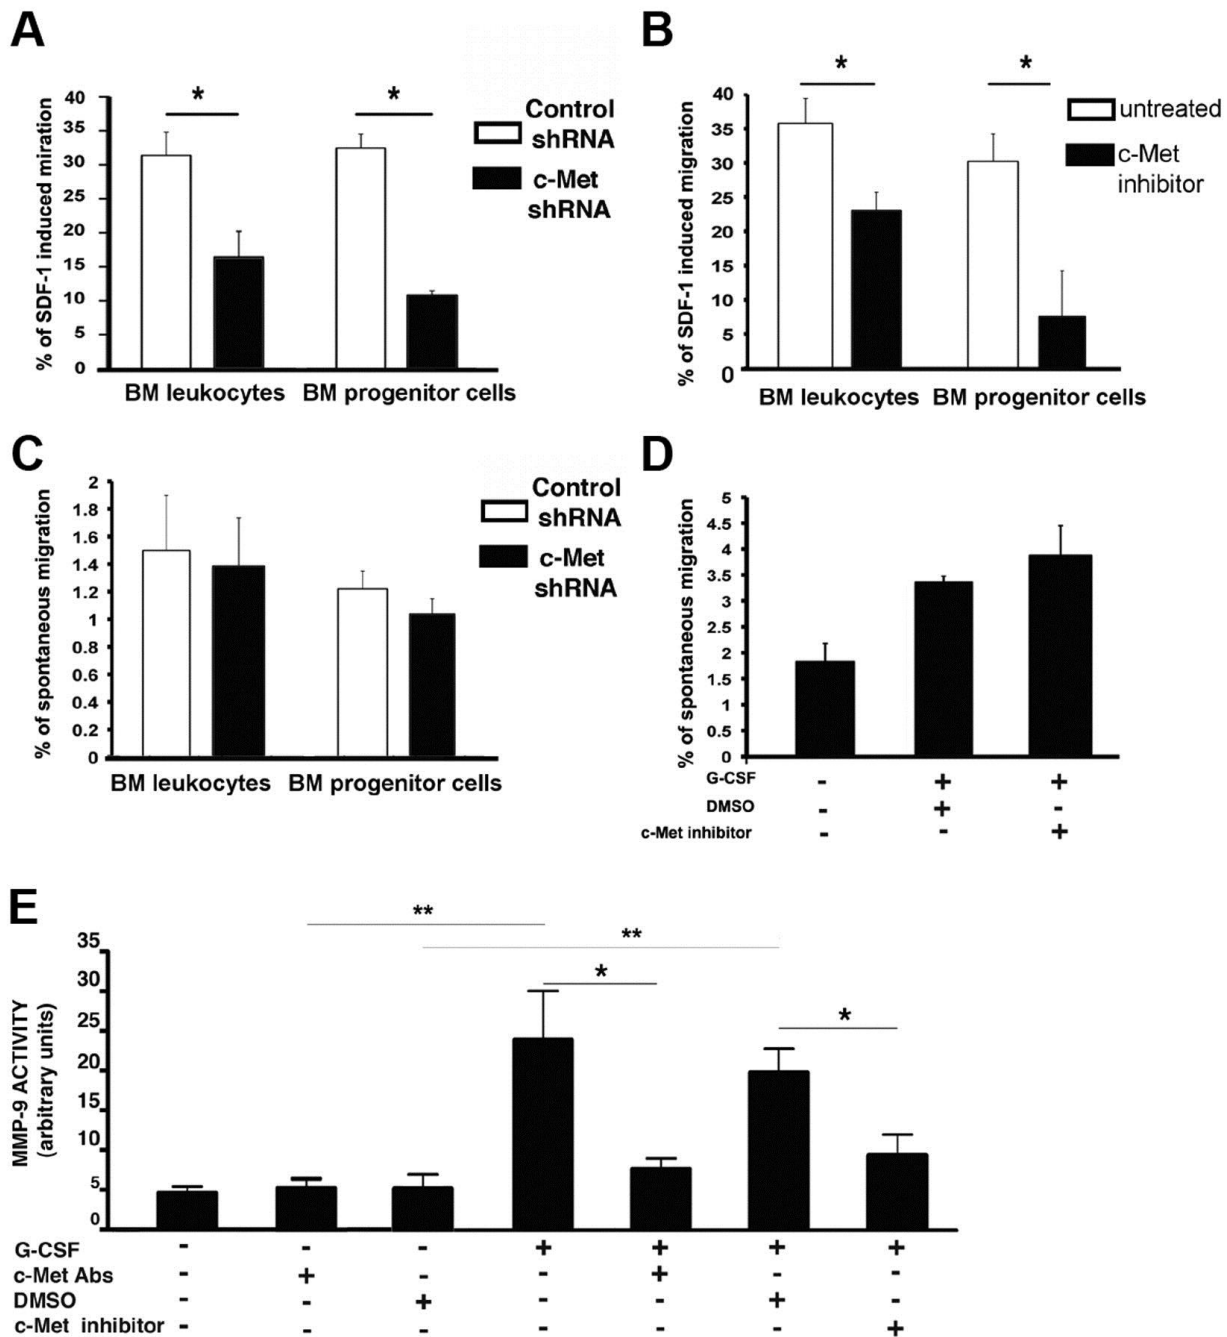 A
% of SDF-1 induced miration
40
35
30
25
20
15
10
5
0
*
*
Control
shRNA
c-Met
shRNA
BM leukocytes
BM progenitor cells
B
% of SDF-1 induced migration
40
35
30
25
20
15
10
5
0
*
*
untreated
c-Met
inhibitor
BM leukocytes
BM progenitor cells
C
% of spontaneous migration
2
1.8
1.6
1.4
1.2
1
0.8
0.6
0.4
0.2
0
Control
shRNA
c-Met
shRNA
BM leukocytes
BM progenitor cells
D
% of spontaneous migration
5
4.5
4
3.5
3
2.5
2
1.5
1
0.5
0
G-CSF - + +
DMSO - + -
c-Met inhibitor - - +
E
MMP-9 ACTIVITY
(arbitrary units)
35
30
25
20
15
10
5
0
**
**
*
*
G-CSF - - - + + + +
c-Met Abs - + - - + - -
DMSO - - + - - + -
c-Met inhibitor - - - - - - +